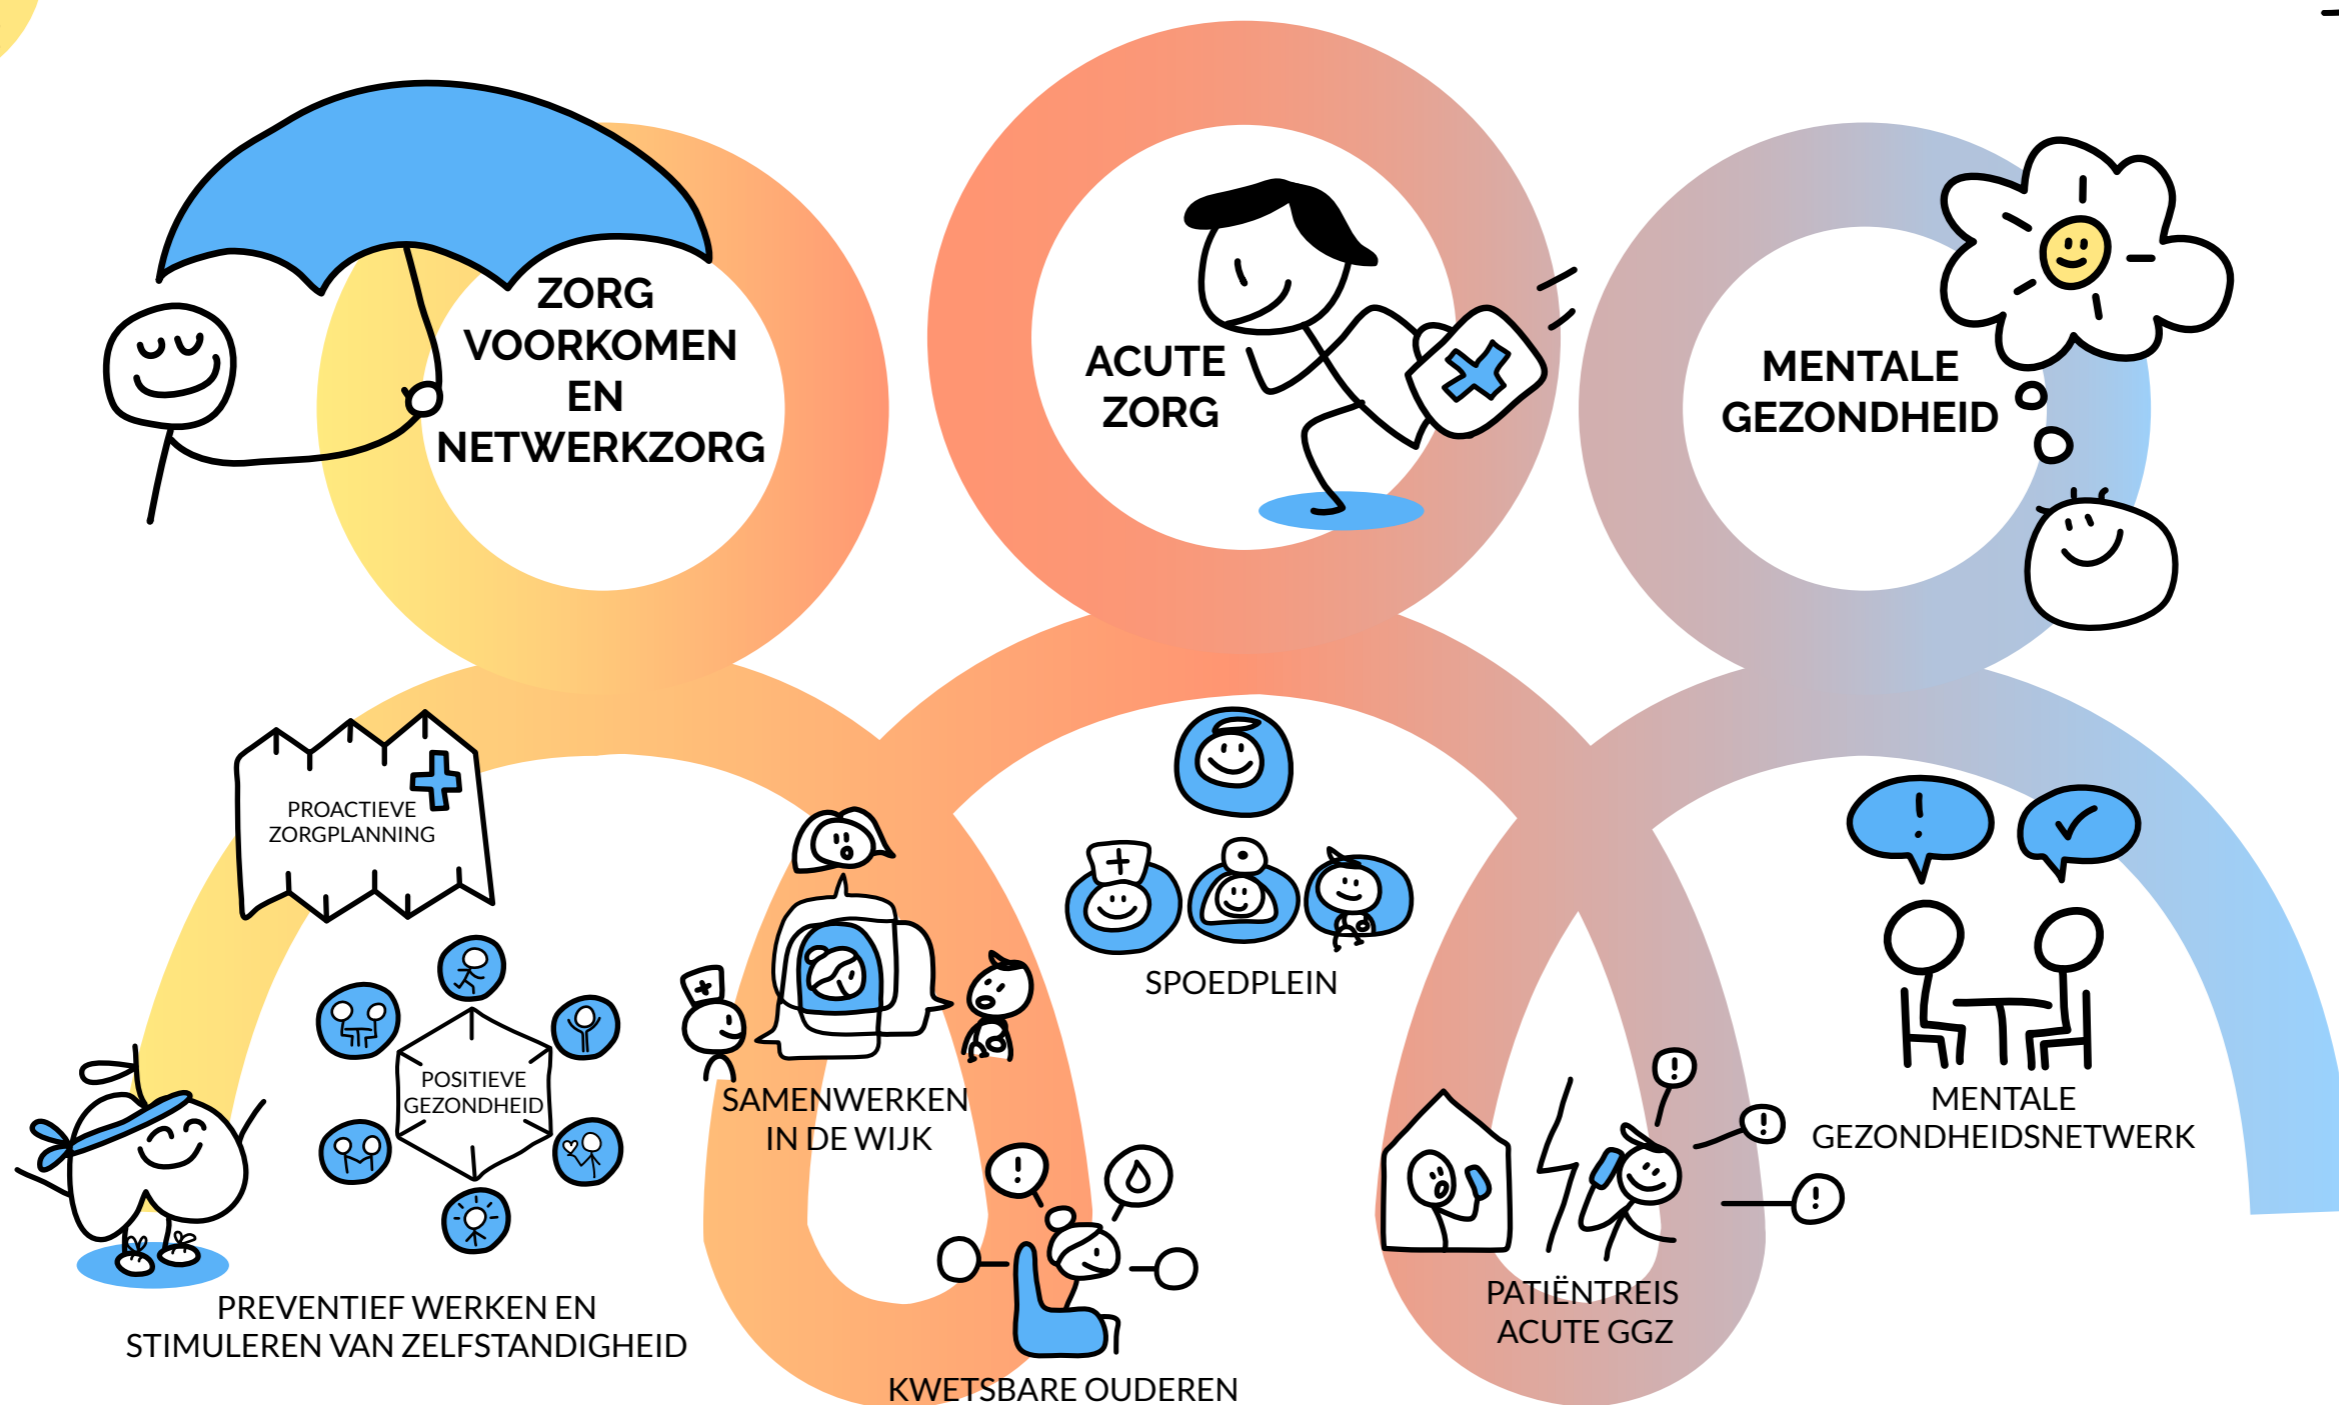 ZORG
VOORKOMEN
EN
NETWERKZORG
ACUTE
ZORG
MENTALE
GEZONDHEID
PROACTIEVE
ZORGPLANNING
POSITIEVE
GEZONDHEID
PREVENTIEF WERKEN EN
STIMULEREN VAN ZELFSTANDIGHEID
SAMENWERKEN
IN DE WIJK
KWETSBARE OUDEREN
SPOEDPLEIN
PATIËNTREIS
ACUTE GGZ
MENTALE
GEZONDHEIDSNETWERK